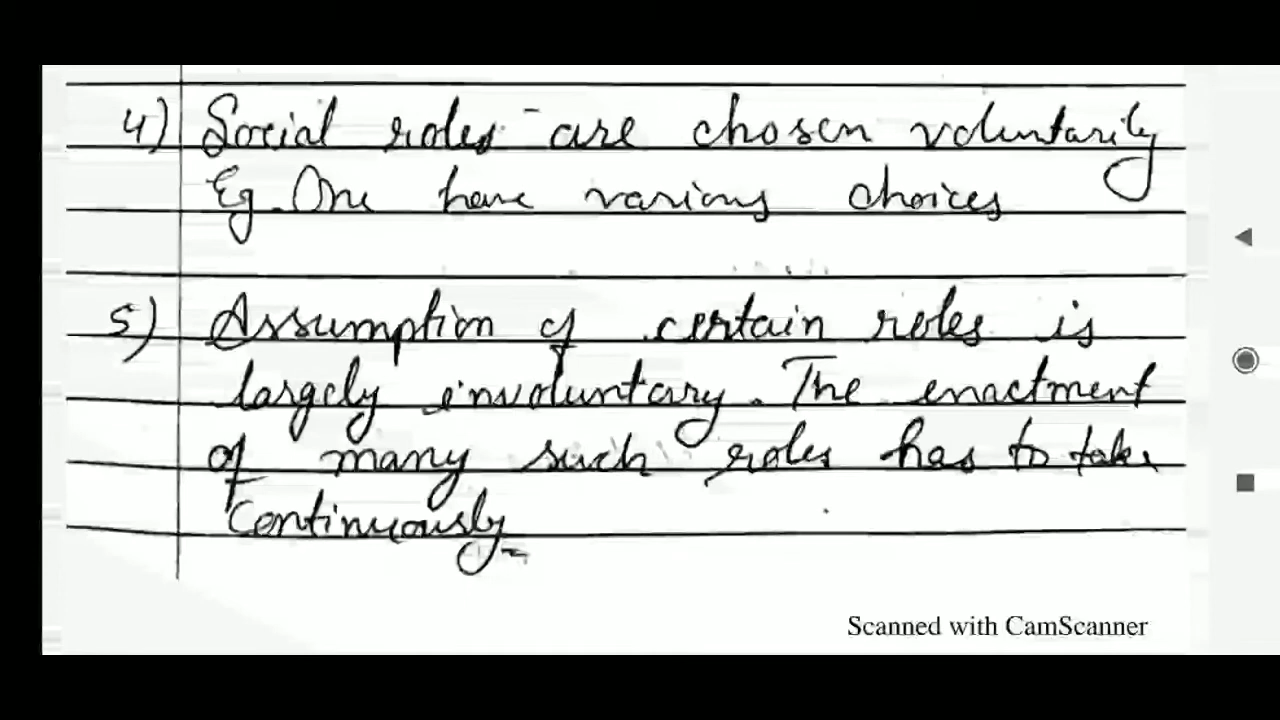 4) Social roles are chosen voluntarily
Eg. One have various choices
5) Assumption of certain roles is
largely involuntary. The enactment
of many such roles has to take
continuously
Scanned with CamScanner